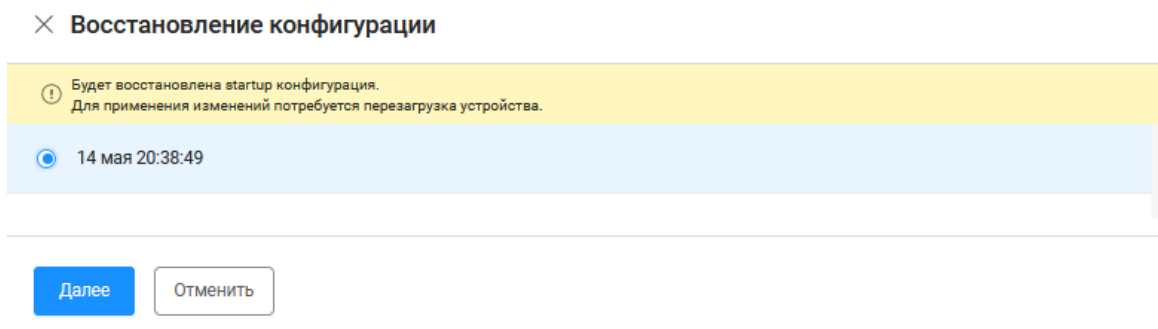 Восстановление конфигурации
Будет восстановлена startup конфигурация.
Для применения изменений потребуется перезагрузка устройства.
14 мая 20:38:49
Далее
Отменить